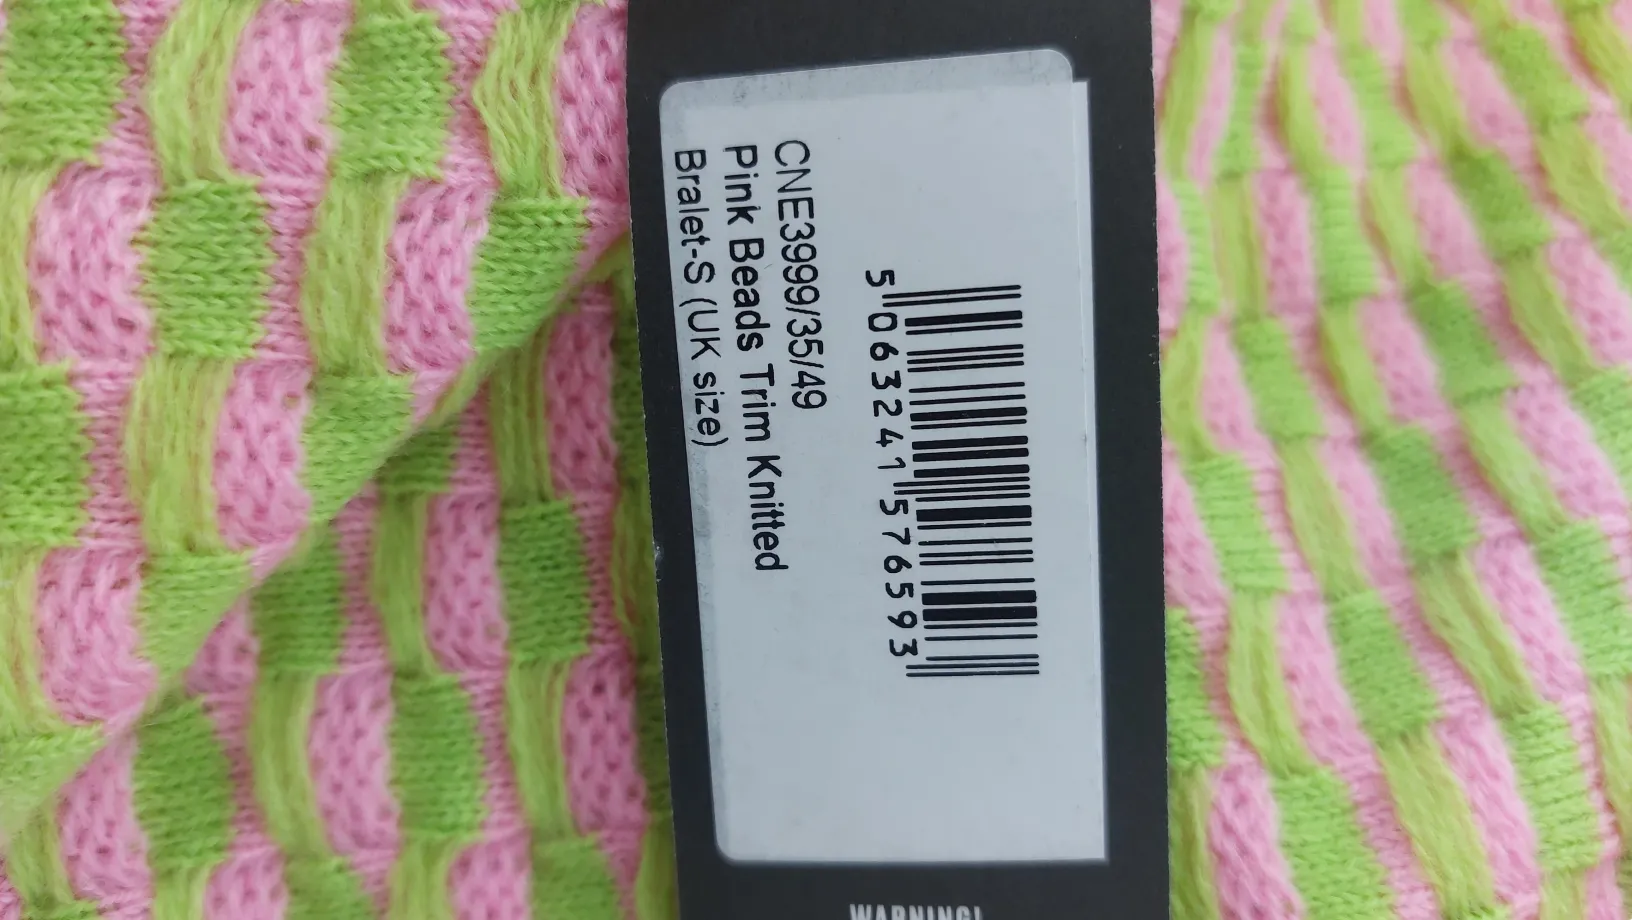 5 063241 576593
CNE3999/35/49
Pink Beads Trim Knitted
Bralet-S (UK size)
WARNING!